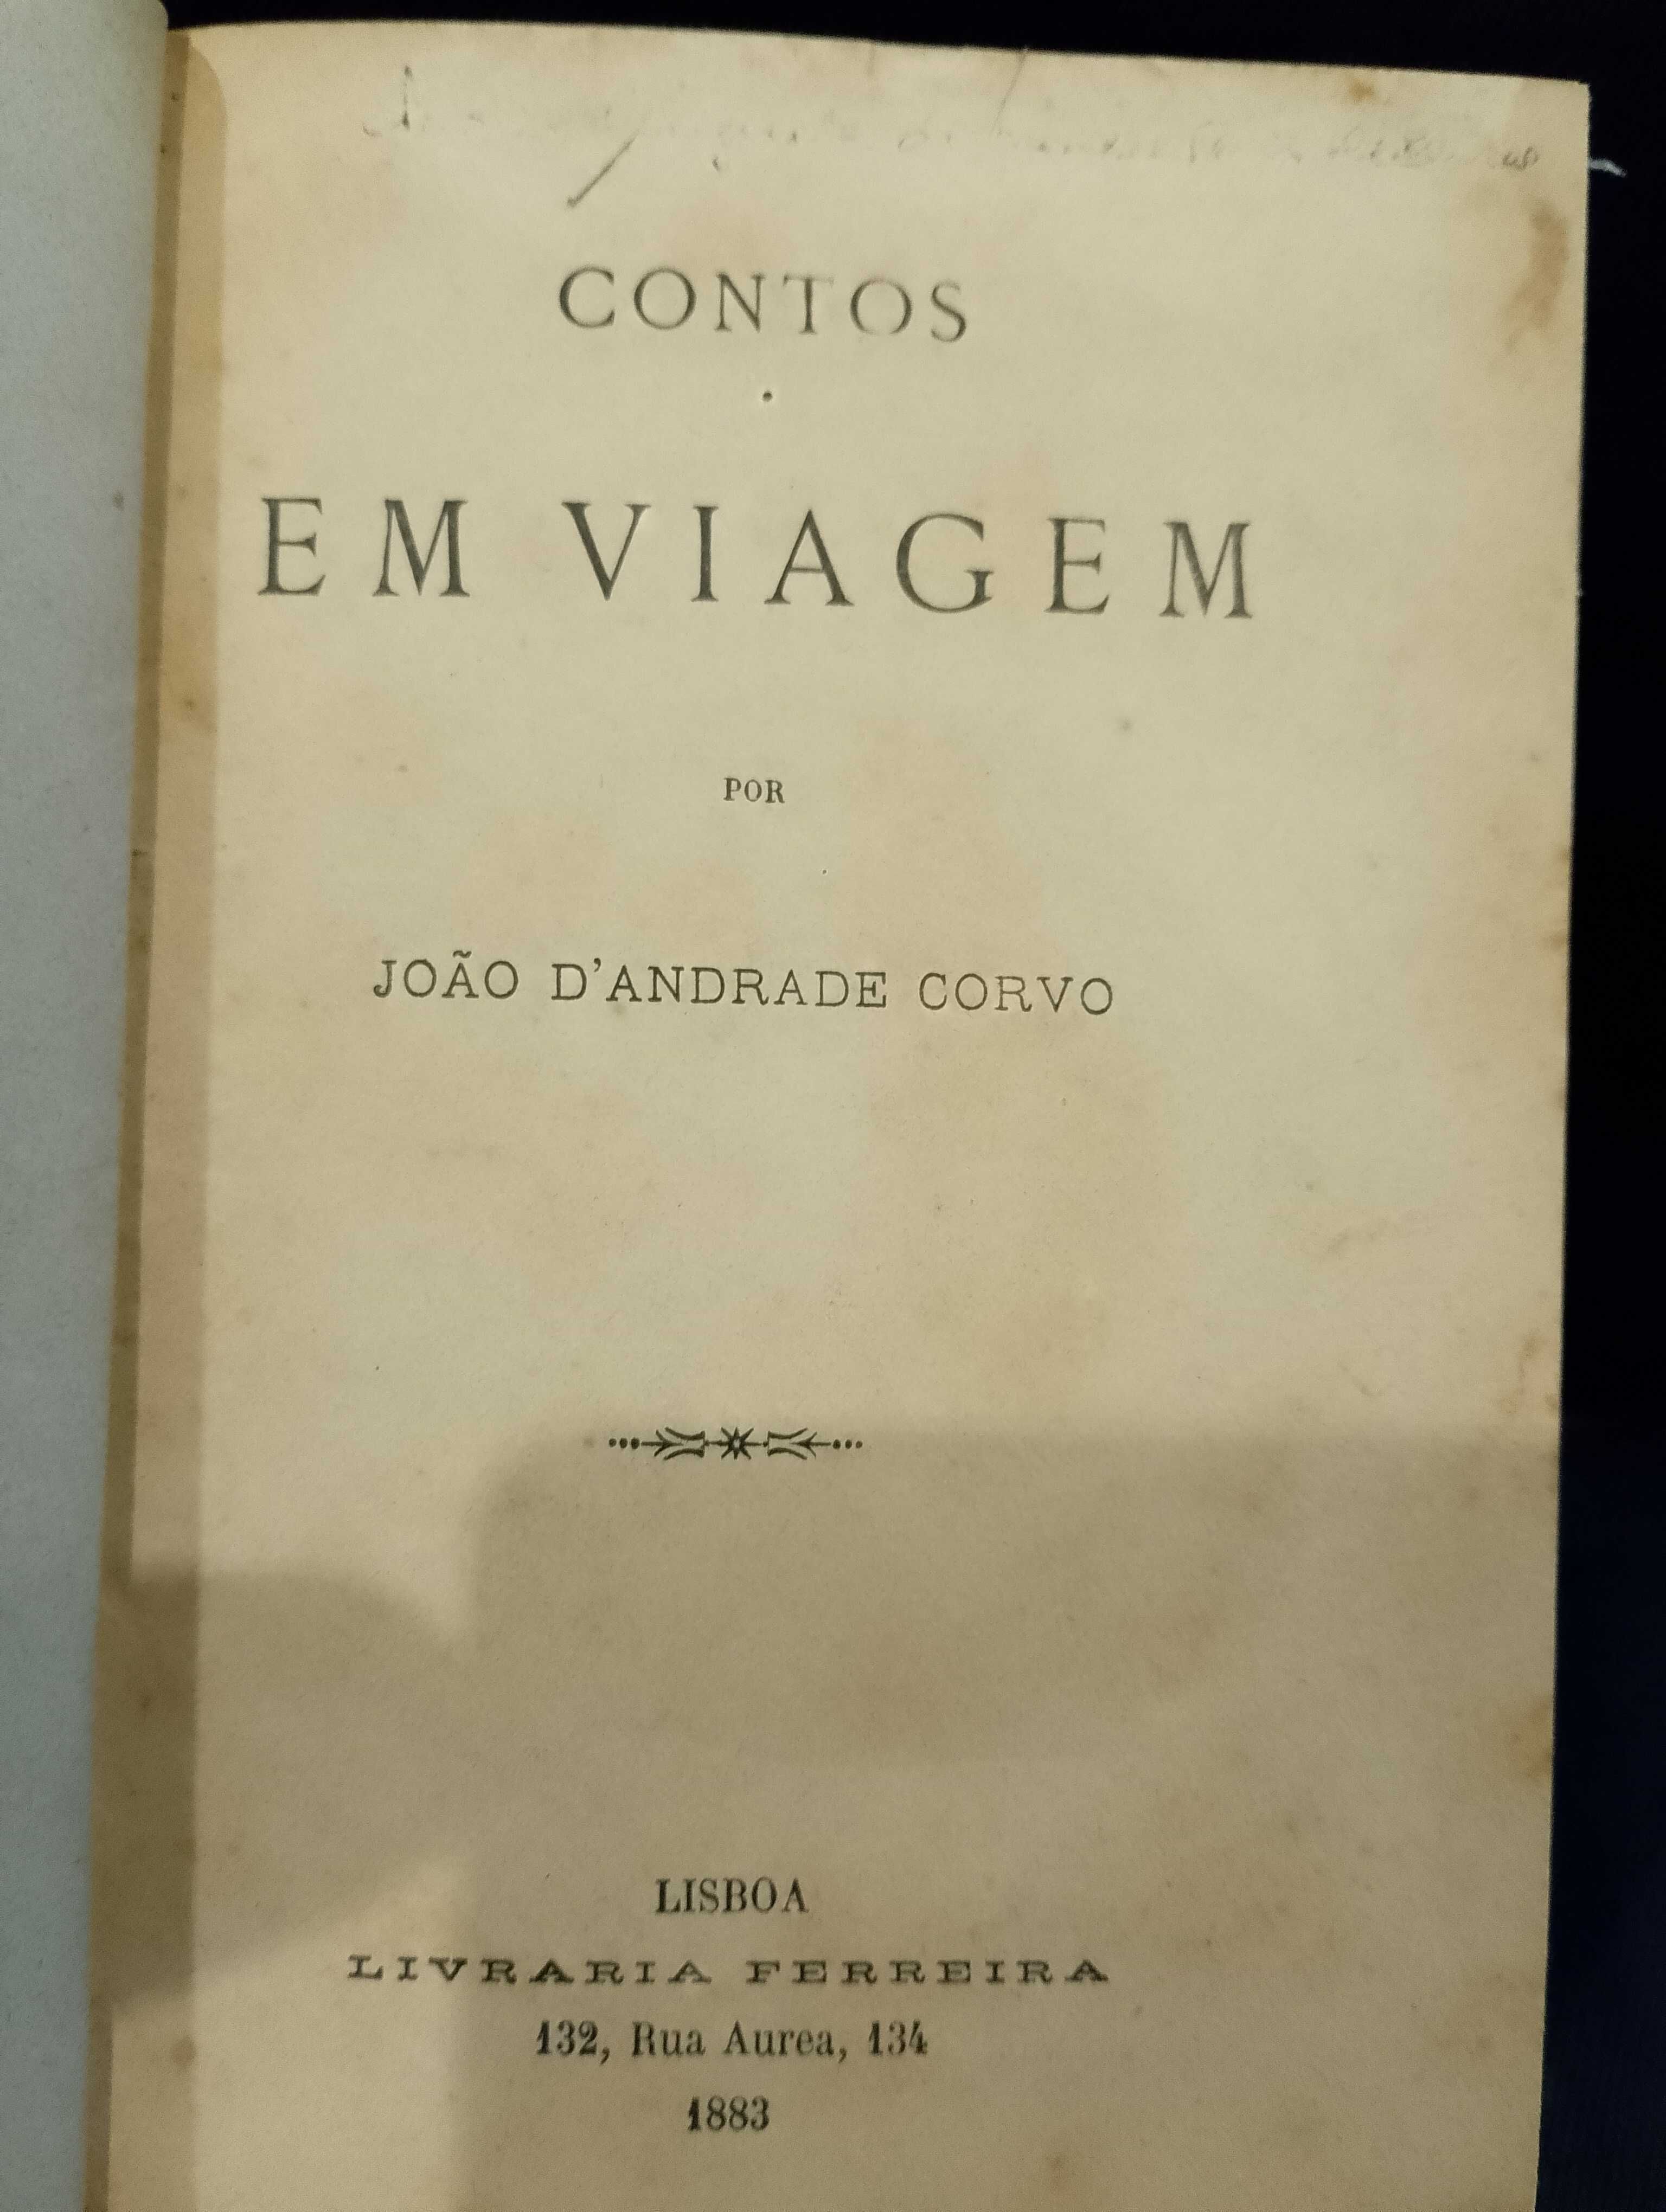 CONTOS
EM VIAGEM
POR
JOÃO D'ANDRADE CORVO
LISBOA
LIVRARIA FERREIRA
132, Rua Aurea, 134
1883